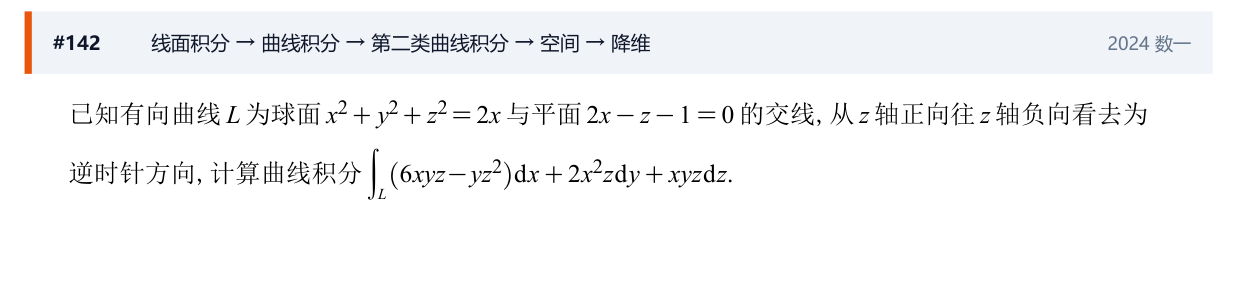 #142 线面积分 → 曲线积分 → 第二类曲线积分 → 空间 → 降维 2024 数一
已知有向曲线 L 为球面 x² + y² + z² = 2x 与平面 2x − z − 1 = 0 的交线, 从 z 轴正向往 z 轴负向看去为
逆时针方向, 计算曲线积分 ∫_L (6xyz − yz²)dx + 2x²zdy + xyzdz.